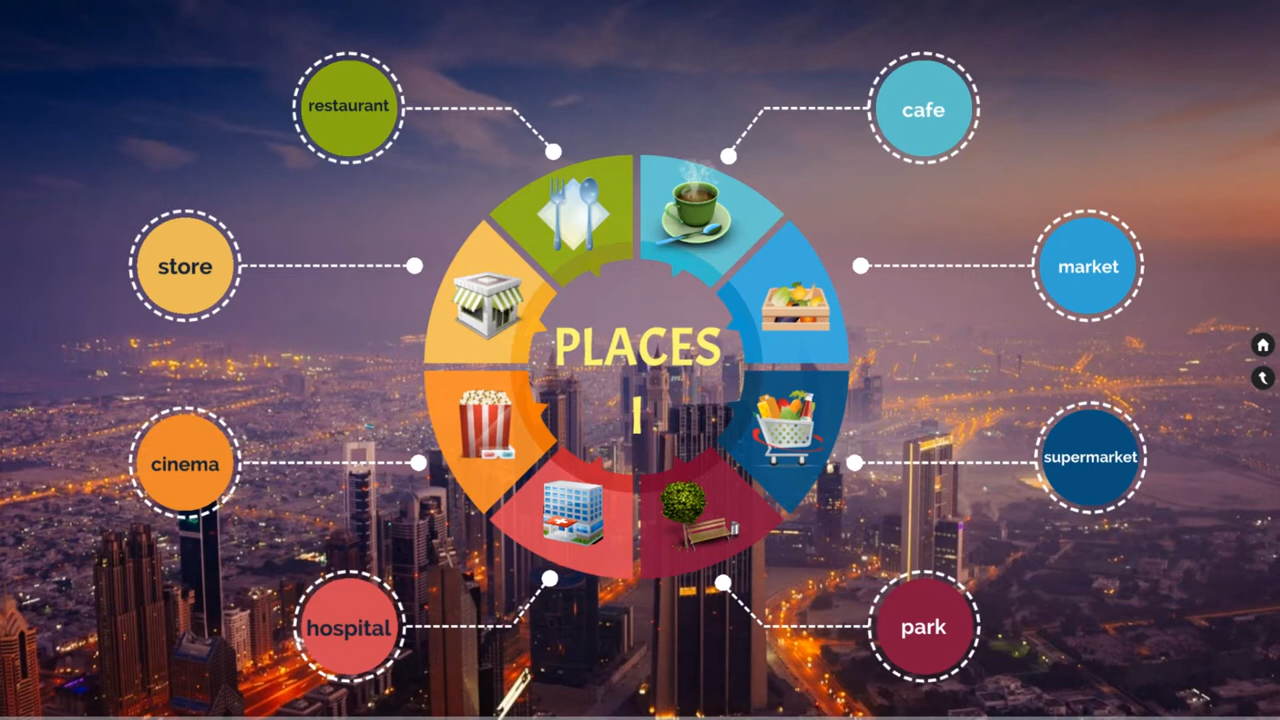 restaurant
cafe
store
market
PLACES
I
cinema
supermarket
hospital
park